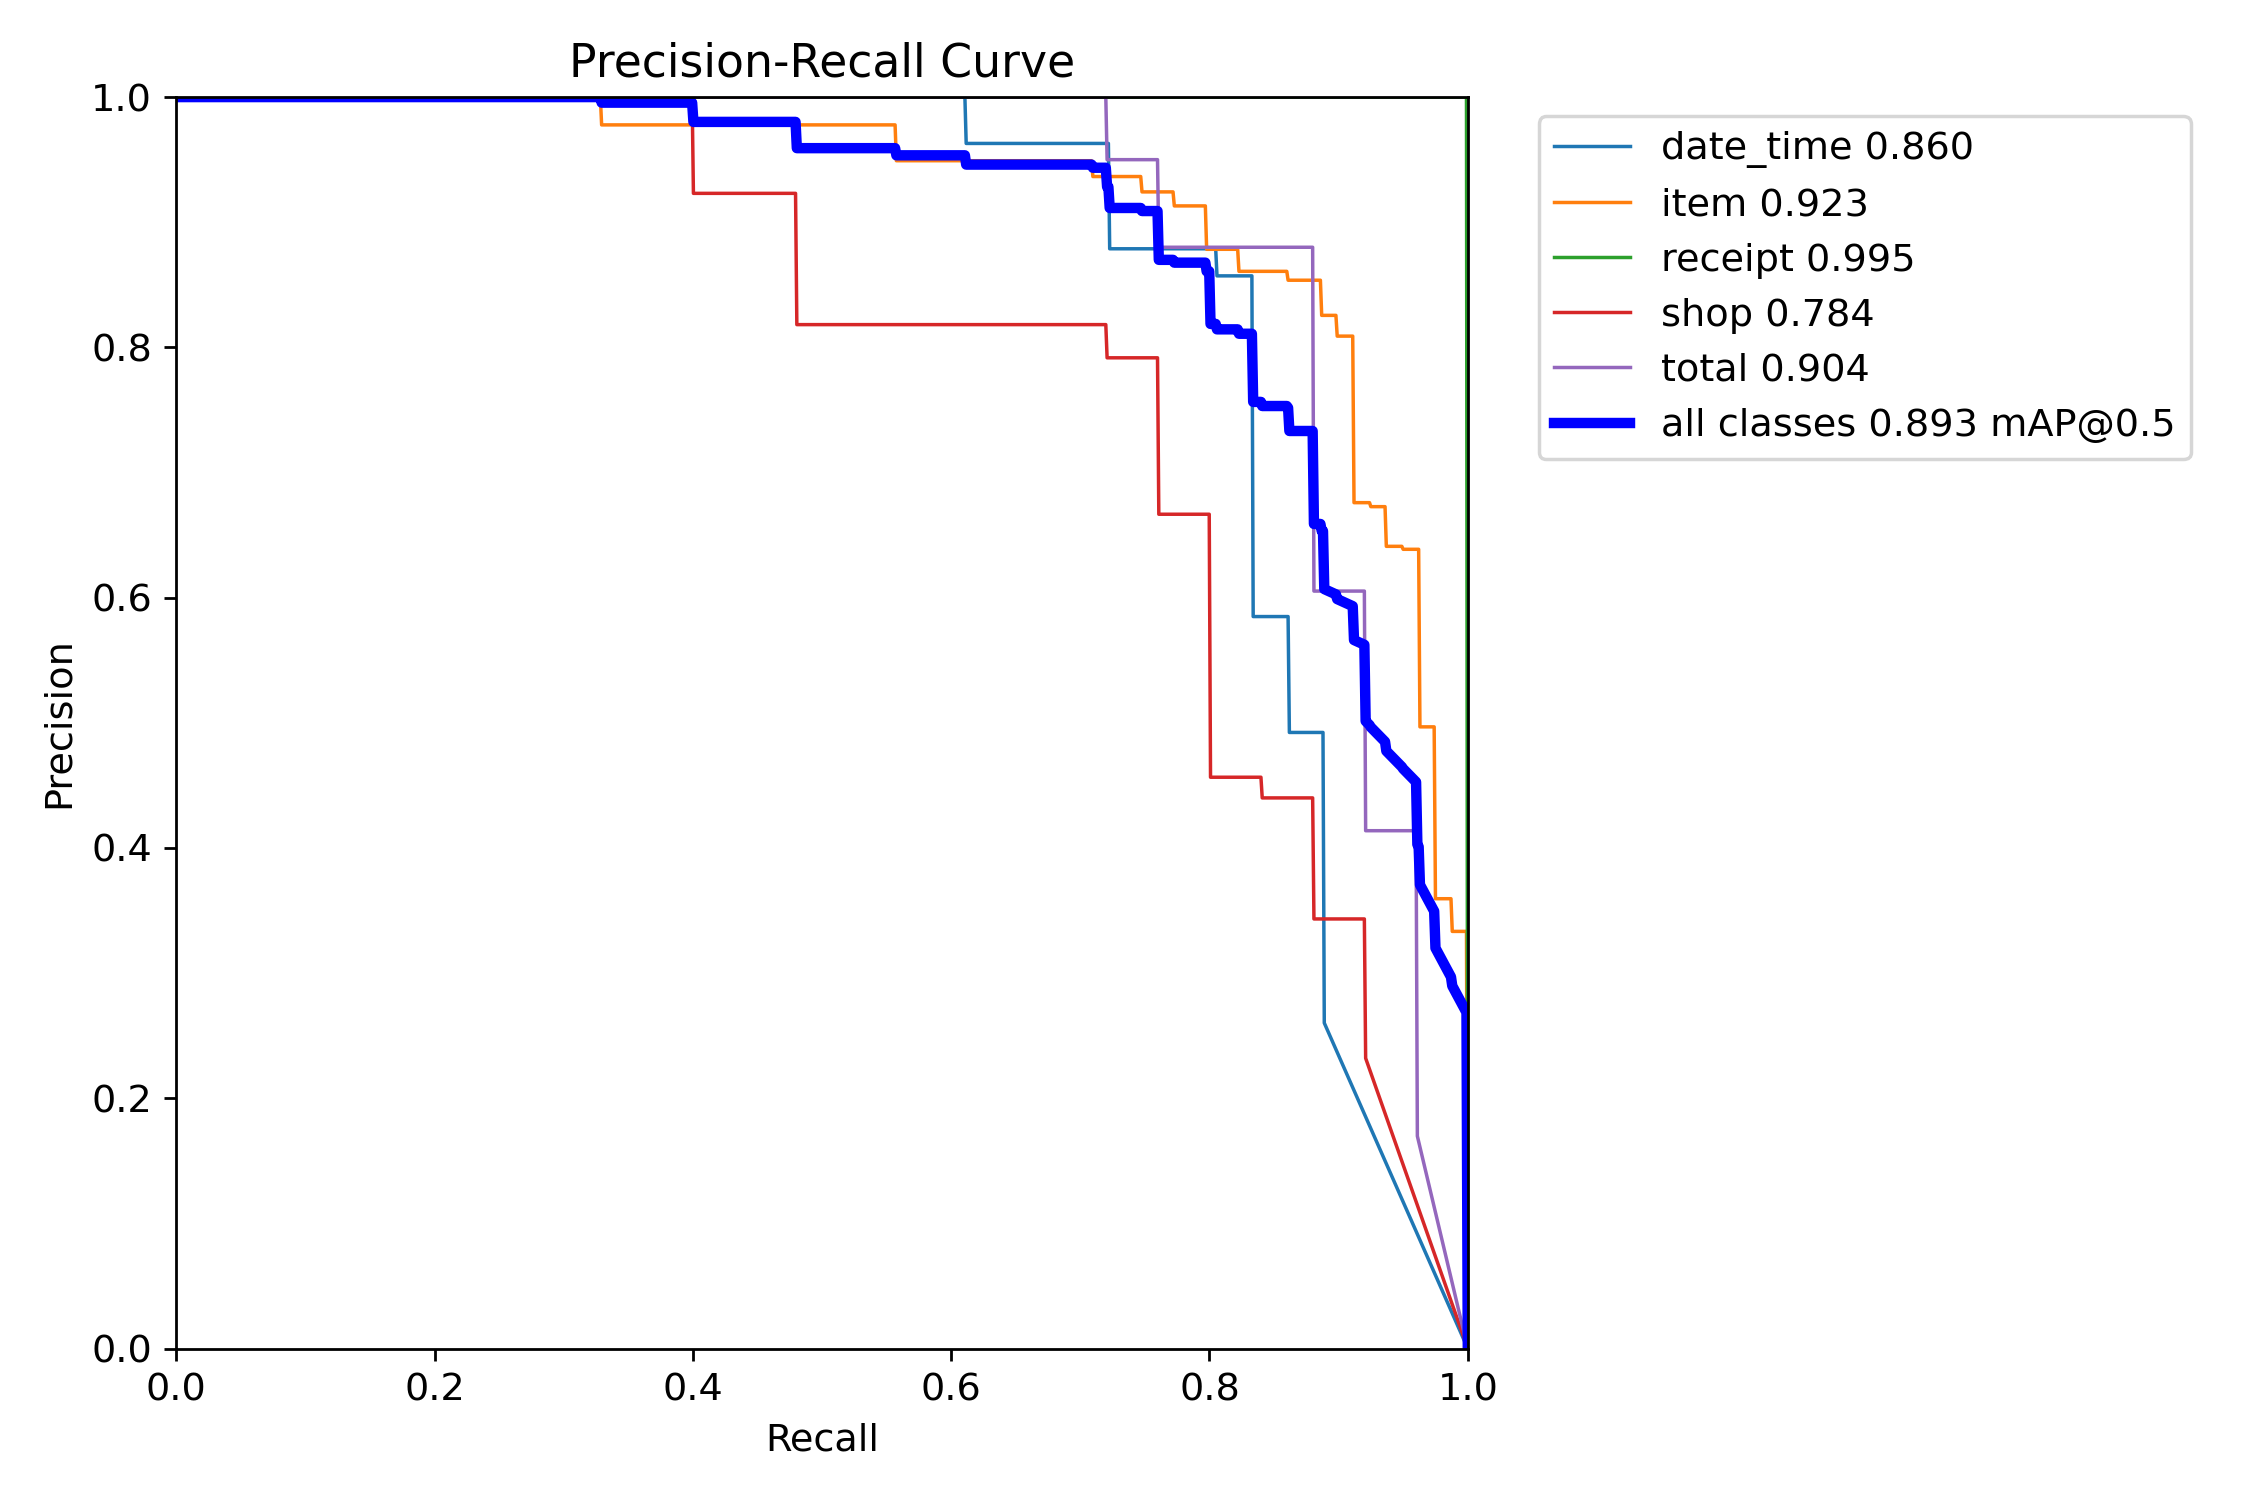 Precision-Recall Curve
1.0
0.8
0.6
0.4
0.2
0.0
Precision
0.0 0.2 0.4 0.6 0.8 1.0
Recall
date_time 0.860
item 0.923
receipt 0.995
shop 0.784
total 0.904
all classes 0.893 mAP@0.5